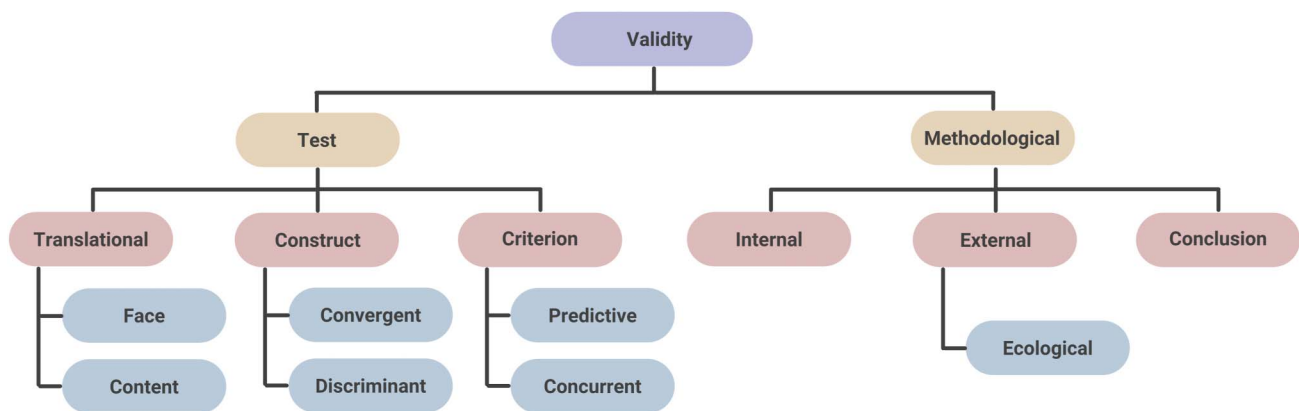 Validity
Test
Methodological
Translational
Construct
Criterion
Internal
External
Conclusion
Face
Convergent
Predictive
Ecological
Content
Discriminant
Concurrent